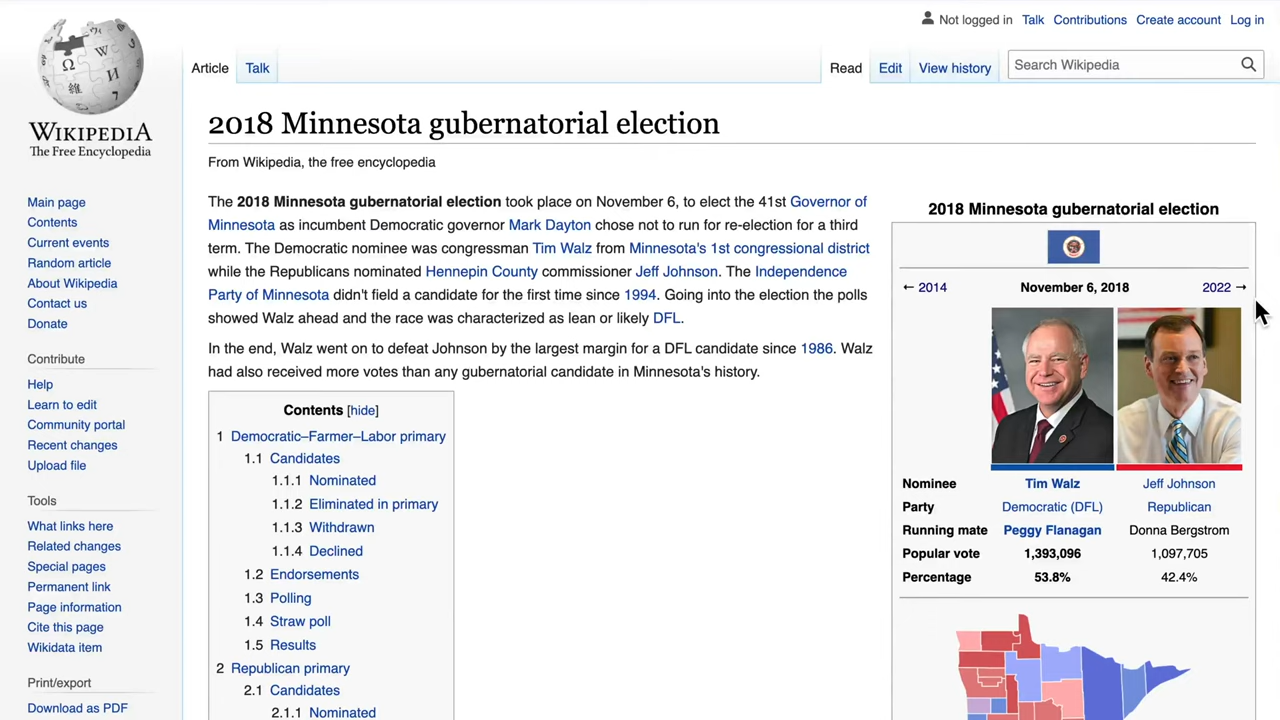 Not logged in Talk Contributions Create account Log in
Article Talk Read Edit View history Search Wikipedia
WIKIPEDIA
The Free Encyclopedia
Main page
Contents
Current events
Random article
About Wikipedia
Contact us
Donate
Contribute
Help
Learn to edit
Community portal
Recent changes
Upload file
Tools
What links here
Related changes
Special pages
Permanent link
Page information
Cite this page
Wikidata item
Print/export
Download as PDF
2018 Minnesota gubernatorial election
From Wikipedia, the free encyclopedia
The 2018 Minnesota gubernatorial election took place on November 6, to elect the 41st Governor of
Minnesota as incumbent Democratic governor Mark Dayton chose not to run for re-election for a third
term. The Democratic nominee was congressman Tim Walz from Minnesota's 1st congressional district
while the Republicans nominated Hennepin County commissioner Jeff Johnson. The Independence
Party of Minnesota didn't field a candidate for the first time since 1994. Going into the election the polls
showed Walz ahead and the race was characterized as lean or likely DFL.
In the end, Walz went on to defeat Johnson by the largest margin for a DFL candidate since 1986. Walz
had also received more votes than any gubernatorial candidate in Minnesota's history.
Contents [hide]
1 Democratic–Farmer–Labor primary
1.1 Candidates
1.1.1 Nominated
1.1.2 Eliminated in primary
1.1.3 Withdrawn
1.1.4 Declined
1.2 Endorsements
1.3 Polling
1.4 Straw poll
1.5 Results
2 Republican primary
2.1 Candidates
2.1.1 Nominated
2018 Minnesota gubernatorial election
← 2014 November 6, 2018 2022 →
Nominee Tim Walz Jeff Johnson
Party Democratic (DFL) Republican
Running mate Peggy Flanagan Donna Bergstrom
Popular vote 1,393,096 1,097,705
Percentage 53.8% 42.4%